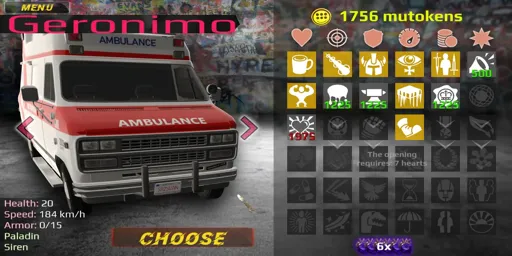 MENU
Geronimo
1756 mutokens
AMBULANCE
500
AMBULANCE
1225
1225
1225
1975
The opening
requires: 7 hearts
Health: 20
Speed: 184 km/h
Armor: 0/15
Paladin
Siren
CHOOSE
6x